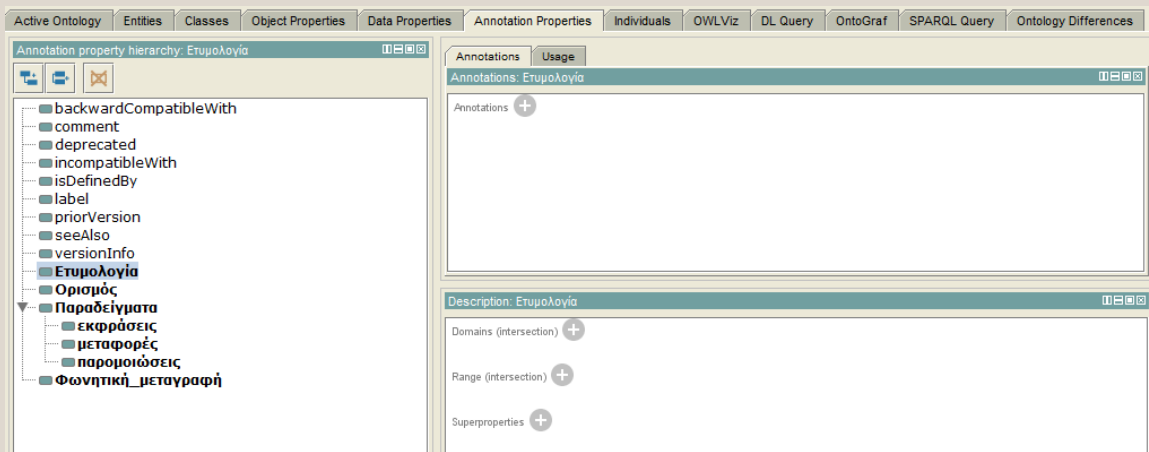 Active Ontology Entities Classes Object Properties Data Properties Annotation Properties Individuals OWLViz DL Query OntoGraf SPARQL Query Ontology Differences
Annotation property hierarchy: Ετυμολογία
backwardCompatibleWith
comment
deprecated
incompatibleWith
isDefinedBy
label
priorVersion
seeAlso
versionInfo
Ετυμολογία
Ορισμός
Παραδείγματα
εκφράσεις
μεταφορές
παρομοιώσεις
Φωνητική_μεταγραφή
Annotations Usage
Annotations: Ετυμολογία
Annotations
Description: Ετυμολογία
Domains (intersection)
Range (intersection)
Superproperties